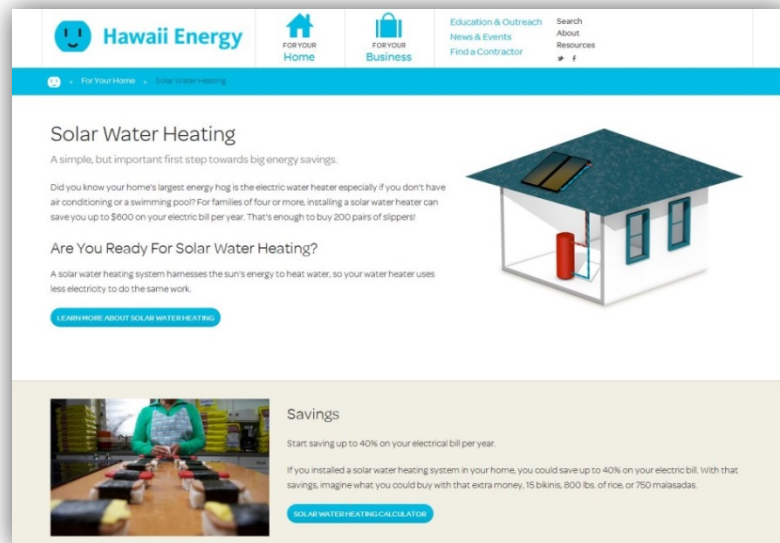 Hawaii Energy
FOR YOUR
Home
FOR YOUR
Business
Education & Outreach
News & Events
Find a Contractor
Search
About
Resources
For Your Home
Solar Water Heating
Solar Water Heating
A simple, but important first step towards big energy savings.
Did you know your home's largest energy hog is the electric water heater especially if you don't have
air conditioning or a swimming pool? For families of four or more, installing a solar water heater can
save you up to $600 on your electric bill per year. That's enough to buy 200 pairs of slippers!
Are You Ready For Solar Water Heating?
A solar water heating system harnesses the sun's energy to heat water, so your water heater uses
less electricity to do the same work.
LEARN MORE ABOUT SOLAR WATER HEATING
Savings
Start saving up to 40% on your electrical bill per year.
If you installed a solar water heating system in your home, you could save up to 40% on your electric bill. With that
savings, imagine what you could buy with that extra money, 15 bikinis, 800 lbs. of rice, or 750 malasadas.
SOLAR WATER HEATING CALCULATOR